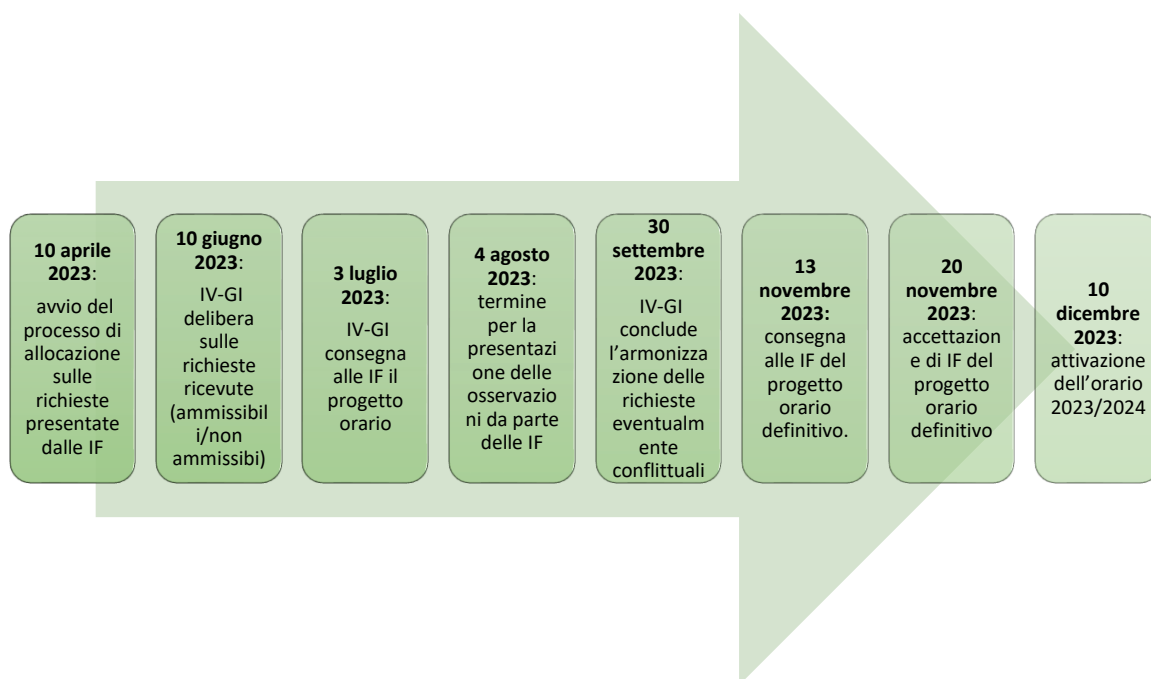 10 aprile
2023:
avvio del
processo di
allocazione
sulle
richieste
presentate
dalle IF
10 giugno
2023:
IV-GI
delibera
sulle
richieste
ricevute
(ammissibil
i/non
ammissibi)
3 luglio
2023:
IV-GI
consegna
alle IF il
progetto
orario
4 agosto
2023:
termine
per la
presentazi
one delle
osservazio
ni da parte
delle IF
30
settembre
2023:
IV-GI
conclude
l’armonizza
zione delle
richieste
eventualm
ente
conflittuali
13
novembre
2023:
consegna
alle IF del
progetto
orario
definitivo.
20
novembre
2023:
accettazion
e di IF del
progetto
orario
definitivo
10
dicembre
2023:
attivazione
dell’orario
2023/2024